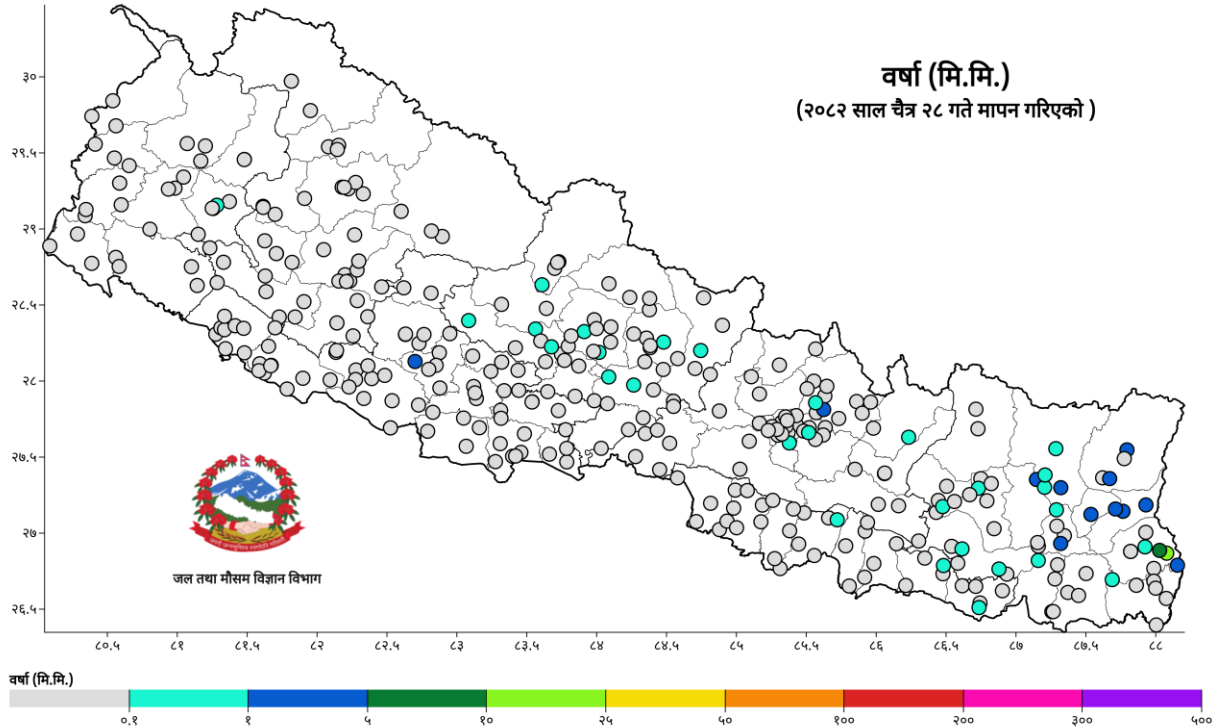 वर्षा (मि.मि.)
(२०८२ साल चैत्र २८ गते मापन गरिएको )
३०
२९.५
२९
२८.५
२८
२७.५
२७
२६.५
जल तथा मौसम विज्ञान विभाग
८०.५ ८१ ८१.५ ८२ ८२.५ ८३ ८३.५ ८४ ८४.५ ८५ ८५.५ ८६ ८६.५ ८७ ८७.५ ८८
वर्षा (मि.मि.)
०.१ १ ५ १० २५ ५० १०० २०० ३०० ५००